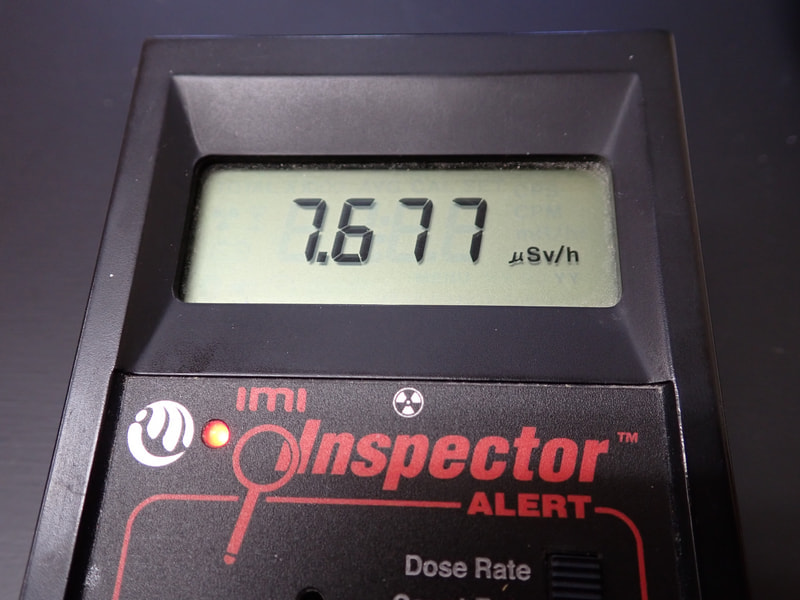 7.677 µSv/h
imi
Inspector™
ALERT
Dose Rate